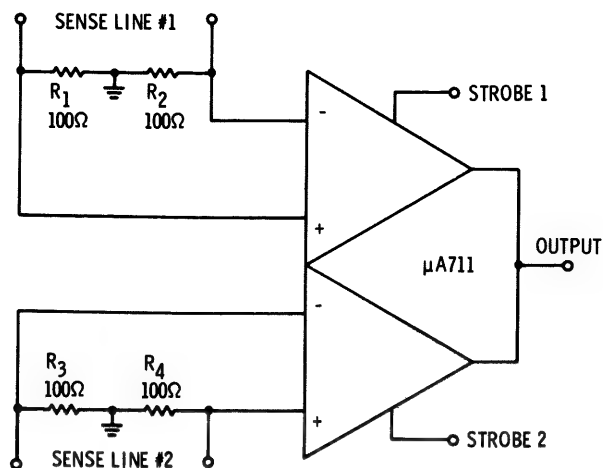 SENSE LINE #1
R1
100Ω
R2
100Ω
-
+
STROBE 1
μA711
OUTPUT
-
+
R3
100Ω
R4
100Ω
STROBE 2
SENSE LINE #2